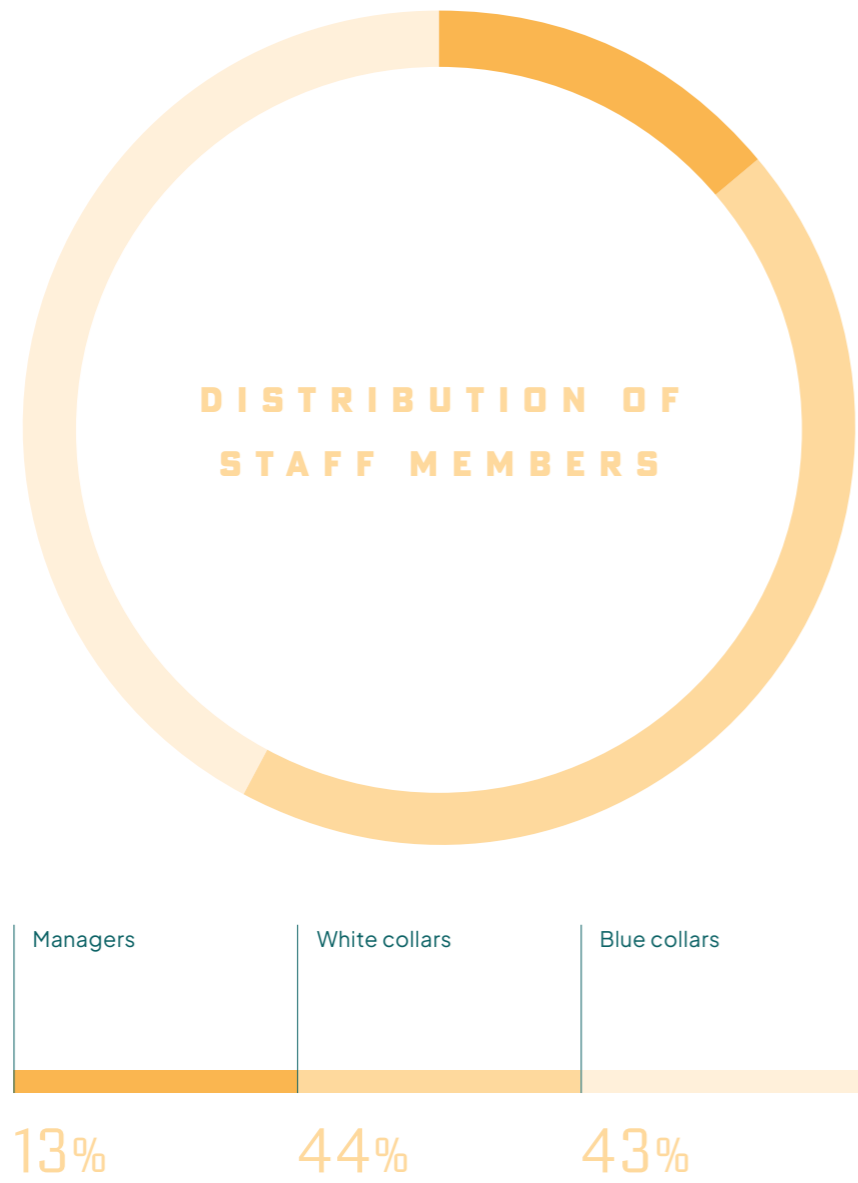 DISTRIBUTION OF
STAFF MEMBERS
Managers
White collars
Blue collars
13%
44%
43%